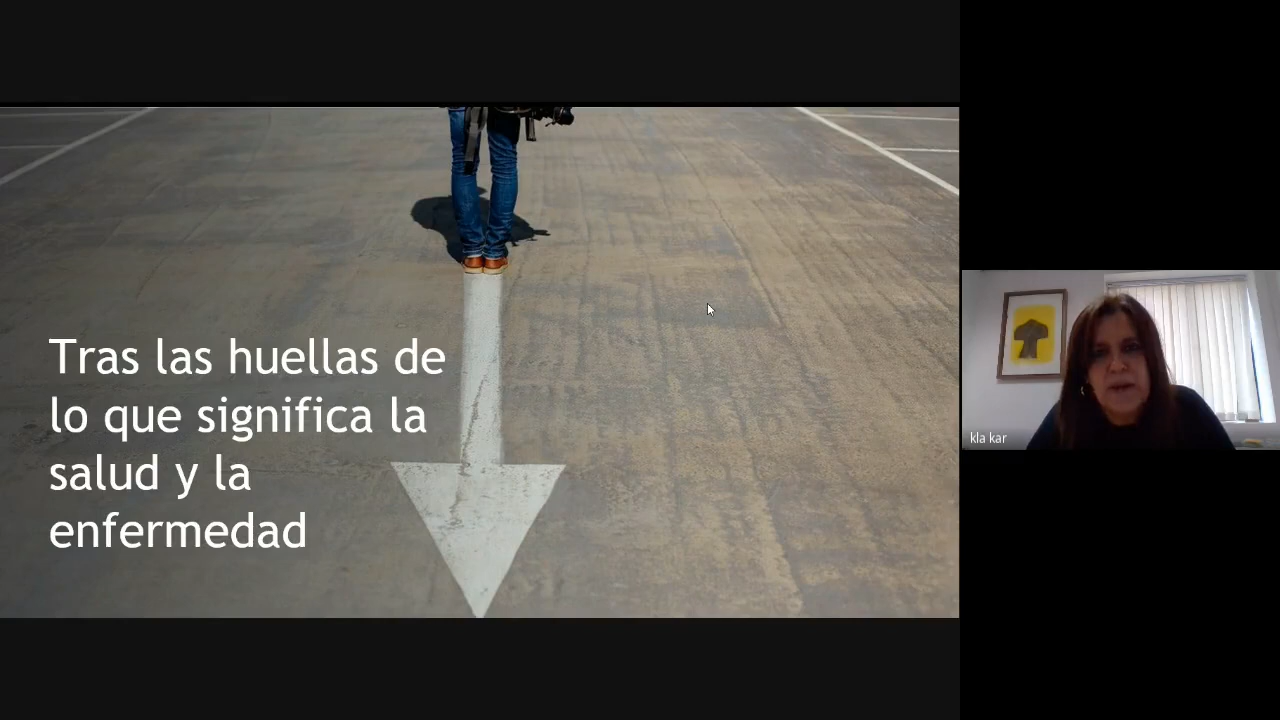 Tras las huellas de
lo que significa la
salud y la
enfermedad
kla kar